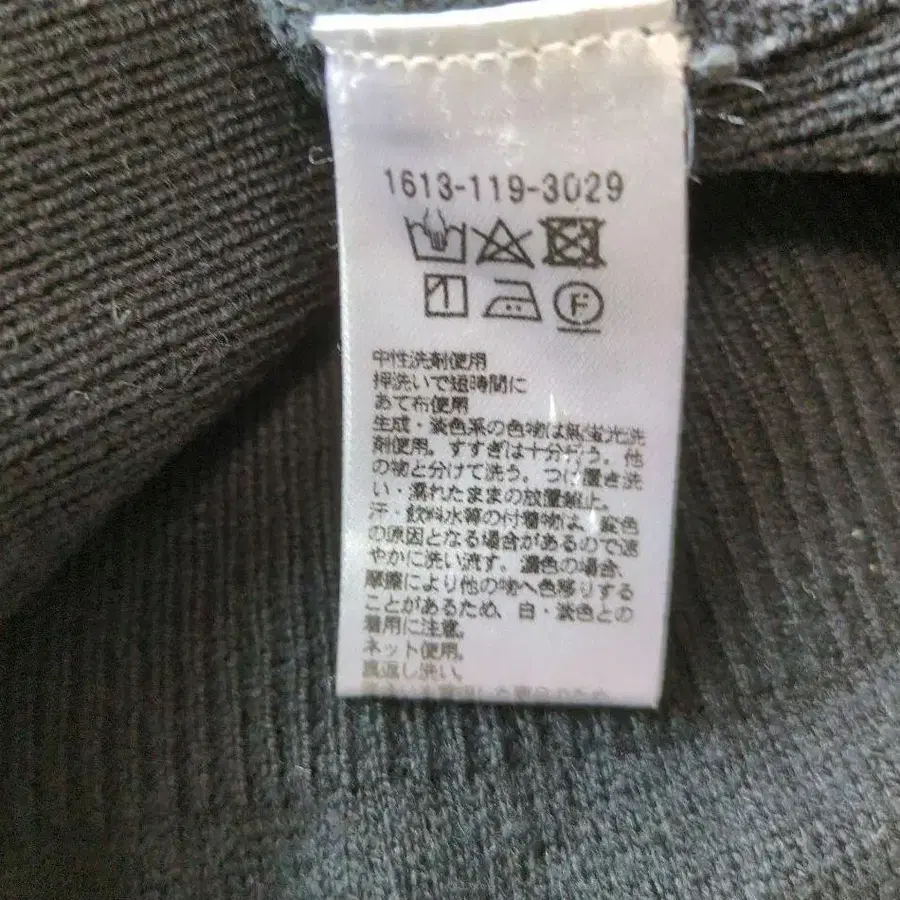 1613-119-3029
F
中性洗剤使用
押洗いで短時間に
あて布使用
生成・淡色系の色物は無蛍光洗
剤使用。すすぎは十分行う。他
の物と分けて洗う。つけ置き洗
い・濡れたままの放置禁止。
汗・飲料水等の付着物は、変色
の原因となる場合があるので速
やかに洗い流す。濃色の場合、
摩擦により他の物へ色移りする
ことがあるため、白・淡色との
着用に注意。
ネット使用。
裏返し洗い。